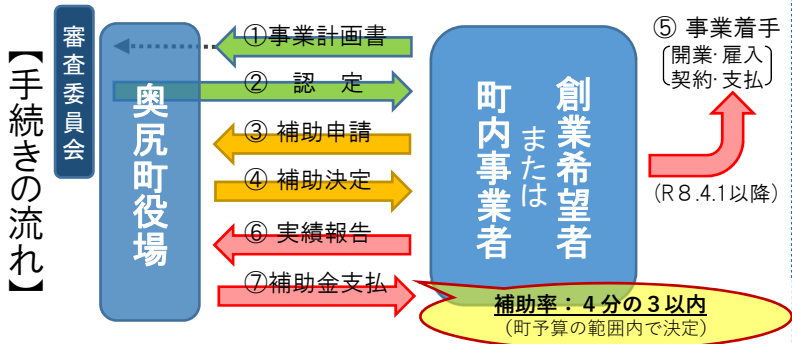 【手続きの流れ】
審査委員会
奥尻町役場
①事業計画書
② 認 定
③ 補助申請
④ 補助決定
⑥ 実績報告
⑦補助金支払
創業希望者
または
町内事業者
⑤ 事業着手
開業・雇入
契約・支払
(R８.4.1以降)
補助率：４分の３以内
(町予算の範囲内で決定)